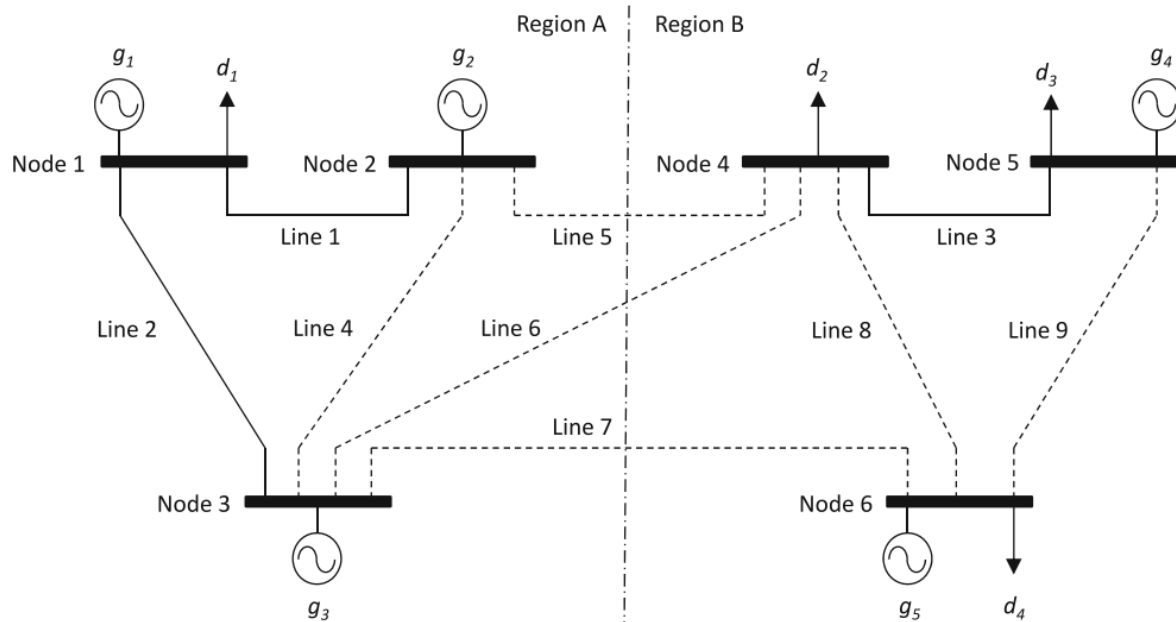 Region A
Region B
g1
d1
g2
d2
d3
g4
Node 1
Node 2
Node 4
Node 5
Line 1
Line 5
Line 3
Line 2
Line 4
Line 6
Line 8
Line 9
Line 7
Node 3
Node 6
g3
g5
d4